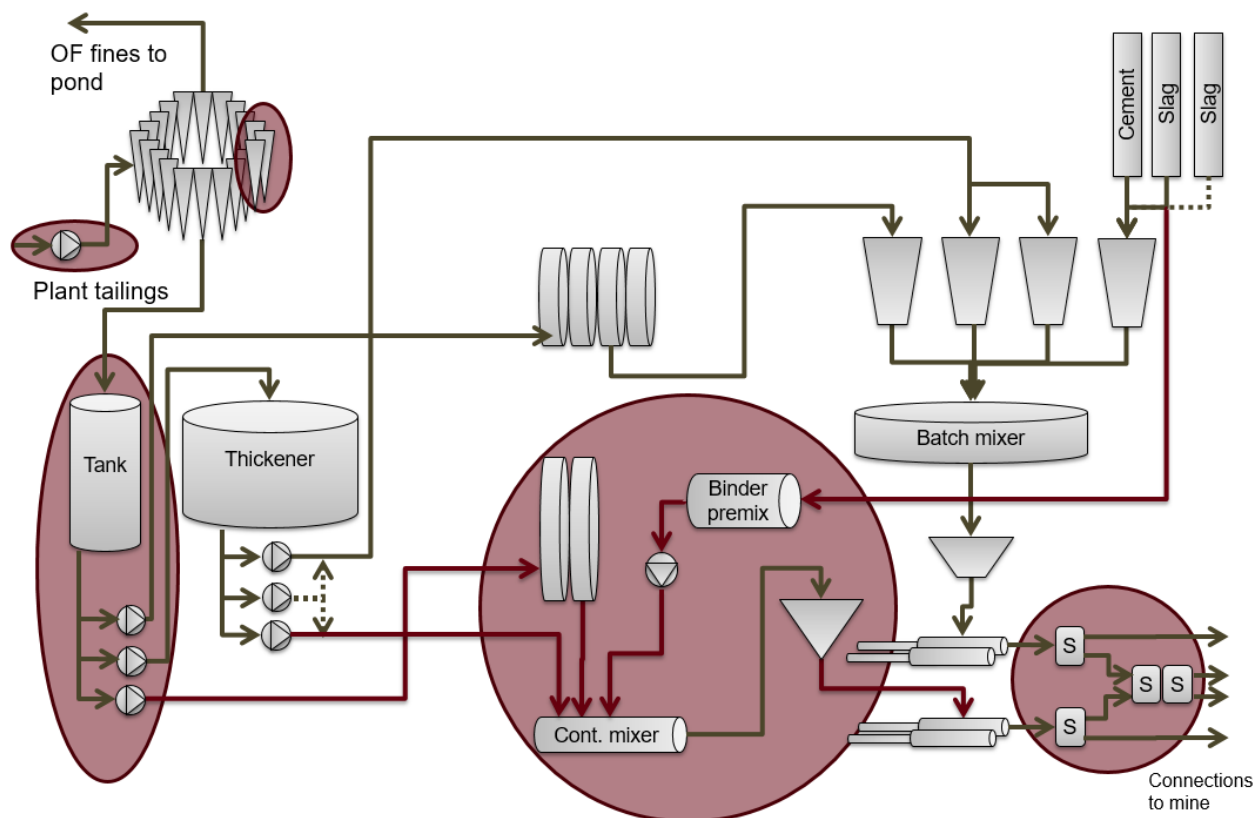 OF fines to
pond
Cement
Slag
Slag
Plant tailings
Tank
Thickener
Batch mixer
Binder
premix
Cont. mixer
S
S
S
S
Connections
to mine